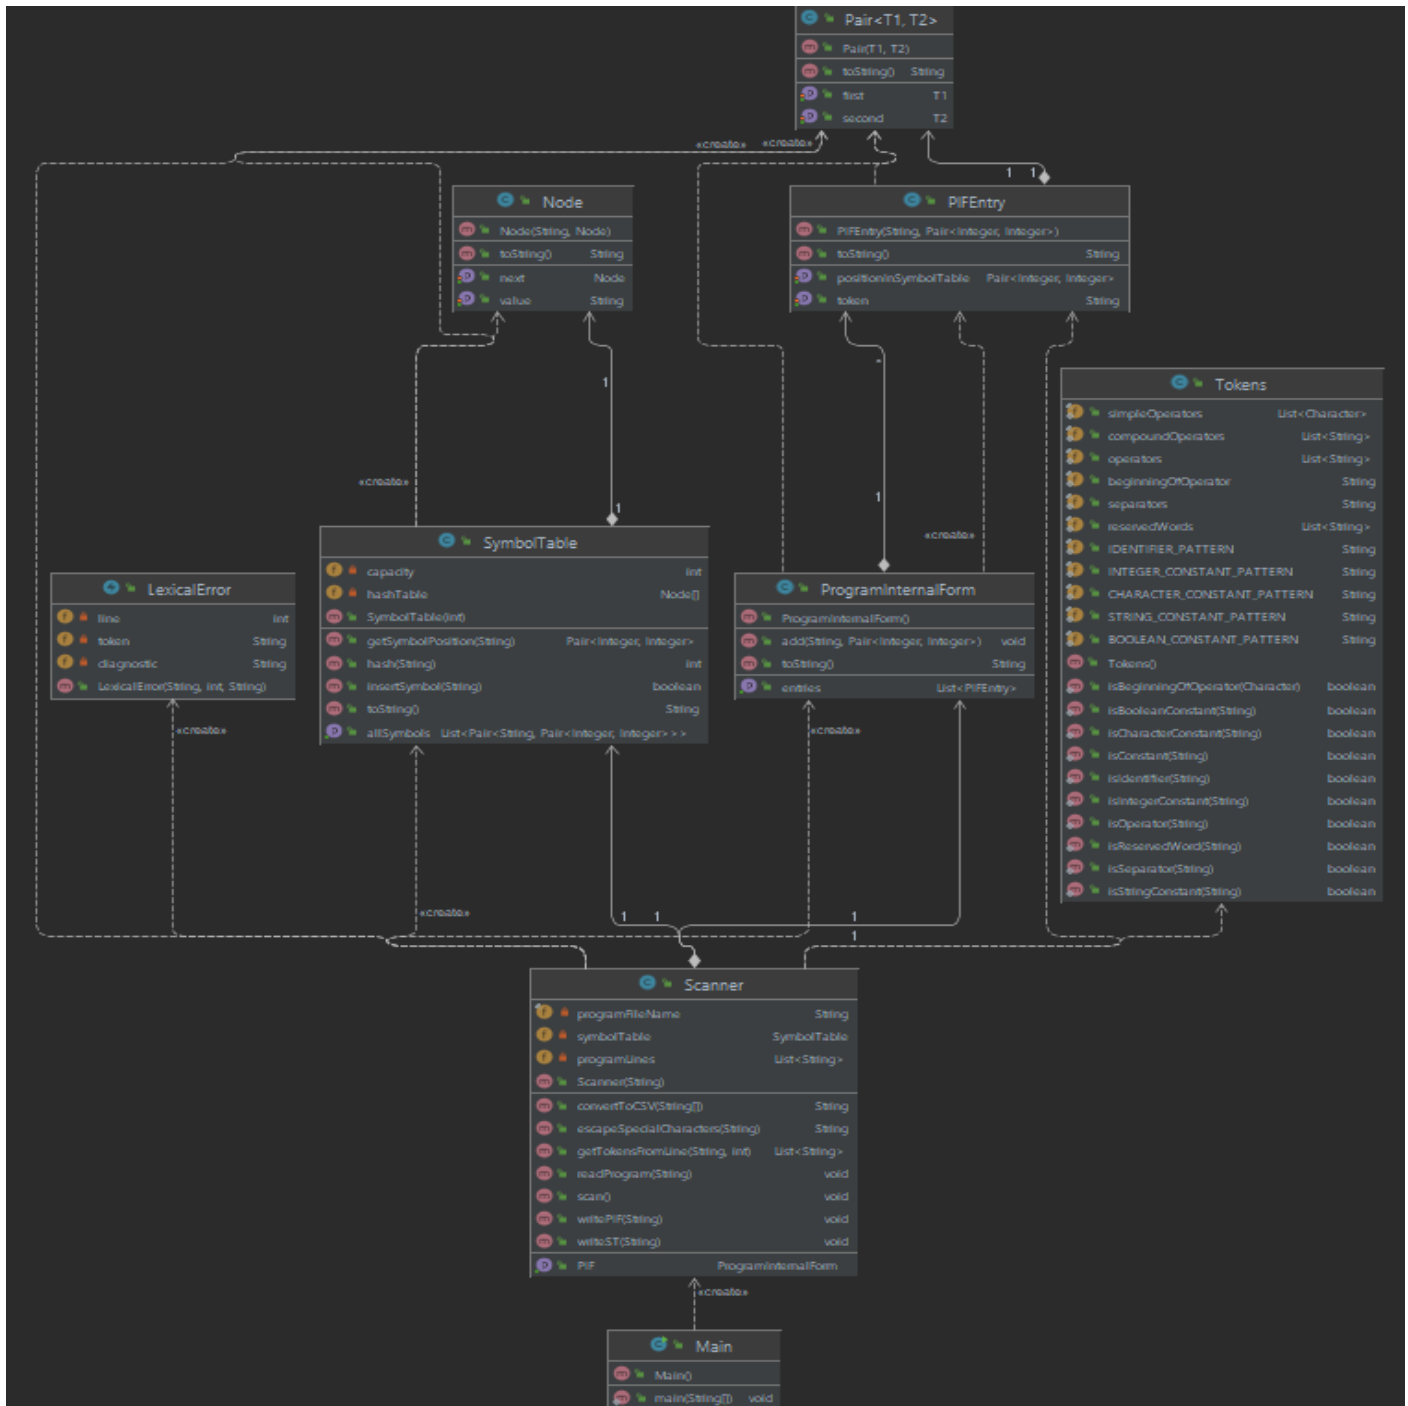 Pair<T1, T2>
Pair(T1, T2)
toString() String
first T1
second T2
«create» «create»
1 1
Node
Node(String, Node)
toString() String
next Node
value String
PIFEntry
PIFEntry(String, Pair<Integer, Integer>)
toString() String
positionInSymbolTable Pair<Integer, Integer>
token String
1
*
«create»
1
1
«create»
Tokens
simpleOperators List<Character>
compoundOperators List<String>
operators List<String>
beginningOfOperator String
separators String
reservedWords List<String>
IDENTIFIER_PATTERN String
INTEGER_CONSTANT_PATTERN String
CHARACTER_CONSTANT_PATTERN String
STRING_CONSTANT_PATTERN String
BOOLEAN_CONSTANT_PATTERN String
Tokens()
isBeginningOfOperator(Character) boolean
isBooleanConstant(String) boolean
isCharacterConstant(String) boolean
isConstant(String) boolean
isIdentifier(String) boolean
isIntegerConstant(String) boolean
isOperator(String) boolean
isReservedWord(String) boolean
isSeparator(String) boolean
isStringConstant(String) boolean
LexicalError
line int
token String
diagnostic String
LexicalError(String, int, String)
SymbolTable
capacity int
hashTable Node[]
SymbolTable(int)
getSymbolPosition(String) Pair<Integer, Integer>
hash(String) int
insertSymbol(String) boolean
toString() String
allSymbols List<Pair<String, Pair<Integer, Integer>>>
ProgramInternalForm
ProgramInternalForm()
add(String, Pair<Integer, Integer>) void
toString() String
entries List<PIFEntry>
«create»
«create»
«create»
1 1 1
1
Scanner
programFileName String
symbolTable SymbolTable
programLines List<String>
Scanner(String)
convertToCSV(String[]) String
escapeSpecialCharacters(String) String
getTokensFromLine(String, int) List<String>
readProgram(String) void
scan() void
writePIF(String) void
writeST(String) void
PIF ProgramInternalForm
«create»
Main
Main()
main(String[]) void